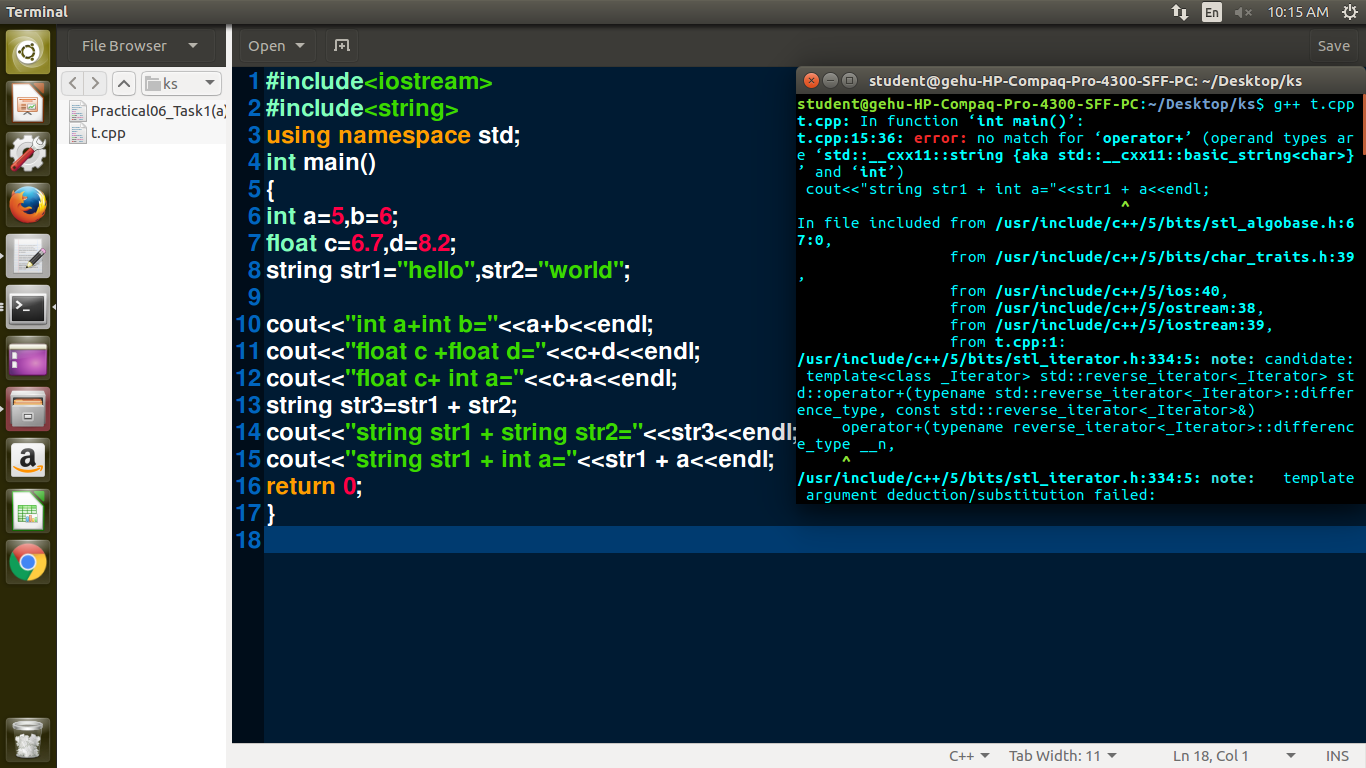 Terminal
En
10:15 AM
File Browser
Open
Save
ks
Practical06_Task1(a)
t.cpp
1 #include<iostream>
2 #include<string>
3 using namespace std;
4 int main()
5 {
6 int a=5,b=6;
7 float c=6.7,d=8.2;
8 string str1="hello",str2="world";
9
10 cout<<"int a+int b="<<a+b<<endl;
11 cout<<"float c +float d="<<c+d<<endl;
12 cout<<"float c+ int a="<<c+a<<endl;
13 string str3=str1 + str2;
14 cout<<"string str1 + string str2="<<str3<<endl;
15 cout<<"string str1 + int a="<<str1 + a<<endl;
16 return 0;
17 }
18
student@gehu-HP-Compaq-Pro-4300-SFF-PC: ~/Desktop/ks
student@gehu-HP-Compaq-Pro-4300-SFF-PC:~/Desktop/ks$ g++ t.cpp
t.cpp: In function ‘int main()’:
t.cpp:15:36: error: no match for ‘operator+’ (operand types ar
e ‘std::__cxx11::string {aka std::__cxx11::basic_string<char>}
’ and ‘int’)
cout<<"string str1 + int a="<<str1 + a<<endl;
^
In file included from /usr/include/c++/5/bits/stl_algobase.h:6
7:0,
from /usr/include/c++/5/bits/char_traits.h:39
,
from /usr/include/c++/5/ios:40,
from /usr/include/c++/5/ostream:38,
from /usr/include/c++/5/iostream:39,
from t.cpp:1:
/usr/include/c++/5/bits/stl_iterator.h:334:5: note: candidate:
template<class _Iterator> std::reverse_iterator<_Iterator> st
d::operator+(typename std::reverse_iterator<_Iterator>::differ
ence_type, const std::reverse_iterator<_Iterator>&)
operator+(typename reverse_iterator<_Iterator>::differenc
e_type __n,
^
/usr/include/c++/5/bits/stl_iterator.h:334:5: note:   template
argument deduction/substitution failed:
C++
Tab Width: 11
Ln 18, Col 1
INS